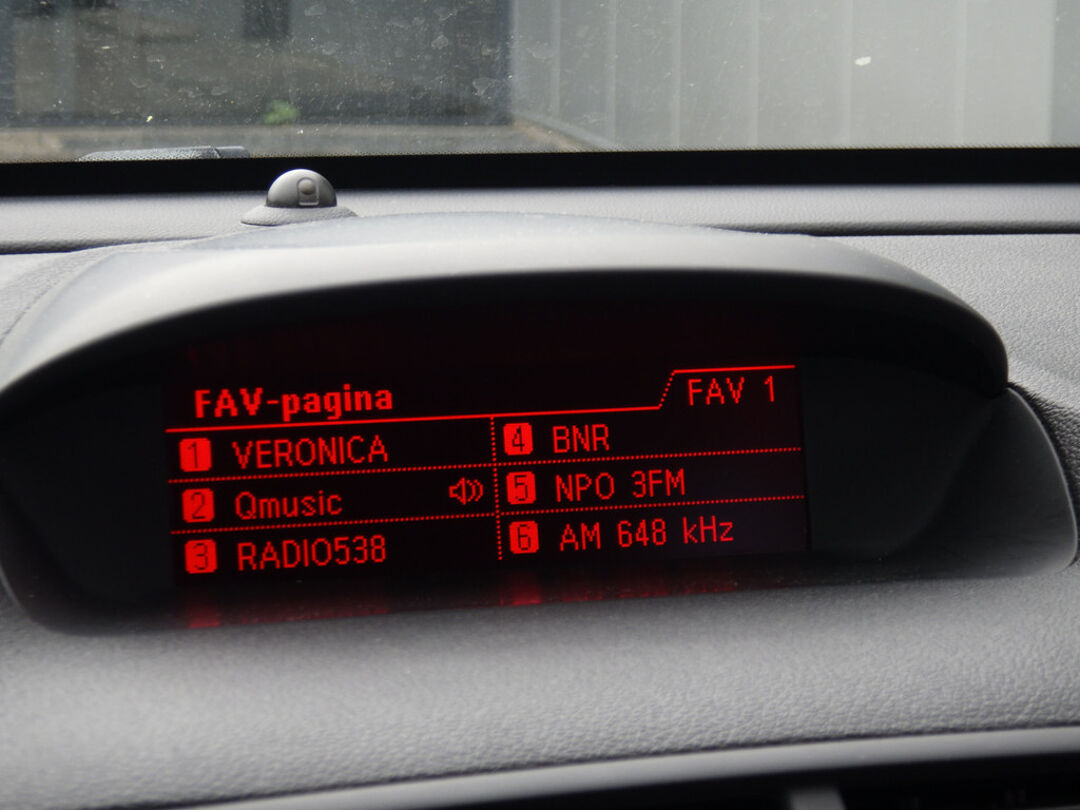 FAV-pagina
FAV 1
1 VERONICA
2 Qmusic
3 RADIO538
4 BNR
5 NPO 3FM
6 AM 648 kHz